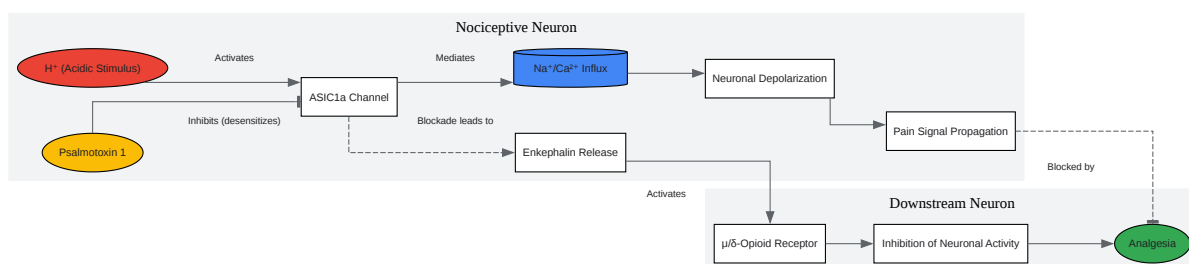 Nociceptive Neuron
H⁺ (Acidic Stimulus)
Activates
Mediates
Na⁺/Ca²⁺ Influx
Neuronal Depolarization
ASIC1a Channel
Inhibits (desensitizes)
Blockade leads to
Pain Signal Propagation
Psalmotoxin 1
Enkephalin Release
Blocked by
Activates
Downstream Neuron
μ/δ-Opioid Receptor
Inhibition of Neuronal Activity
Analgesia